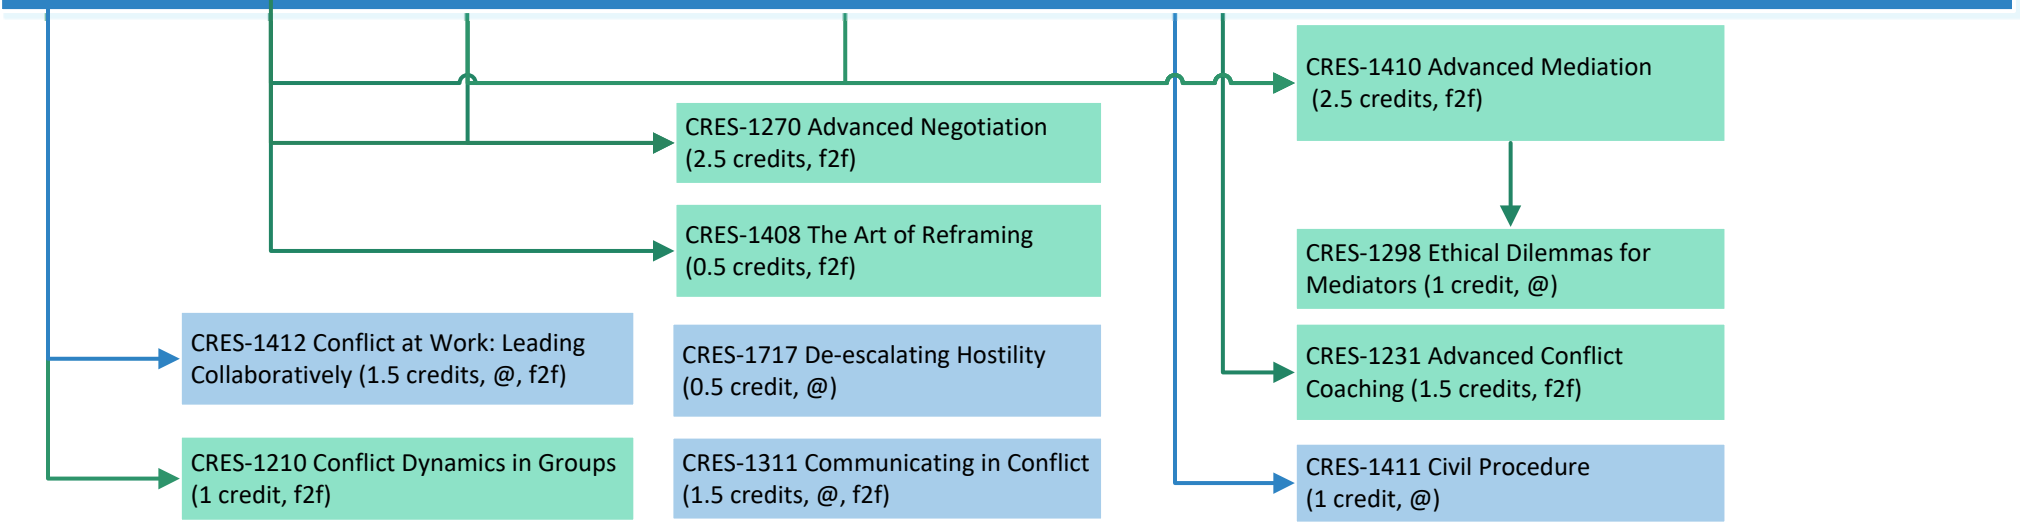 CRES-1410 Advanced Mediation
(2.5 credits, f2f)
CRES-1270 Advanced Negotiation
(2.5 credits, f2f)
CRES-1408 The Art of Reframing
(0.5 credits, f2f)
CRES-1298 Ethical Dilemmas for
Mediators (1 credit, @)
CRES-1412 Conflict at Work: Leading
Collaboratively (1.5 credits, @, f2f)
CRES-1717 De-escalating Hostility
(0.5 credit, @)
CRES-1231 Advanced Conflict
Coaching (1.5 credits, f2f)
CRES-1210 Conflict Dynamics in Groups
(1 credit, f2f)
CRES-1311 Communicating in Conflict
(1.5 credits, @, f2f)
CRES-1411 Civil Procedure
(1 credit, @)